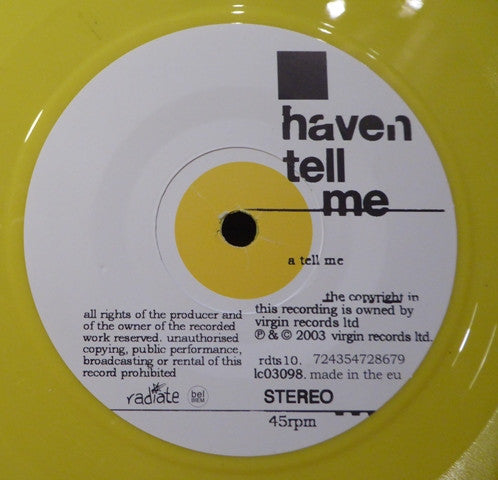 haven
tell
me
a tell me
the copyright in
this recording is owned by
virgin records ltd
℗ & © 2003 virgin records ltd.
rdts10. 724354728679
lc03098. made in the eu
STEREO
45rpm
all rights of the producer and
of the owner of the recorded
work reserved. unauthorised
copying, public performance,
broadcasting or rental of this
record prohibited
radiate
bel
BIEM